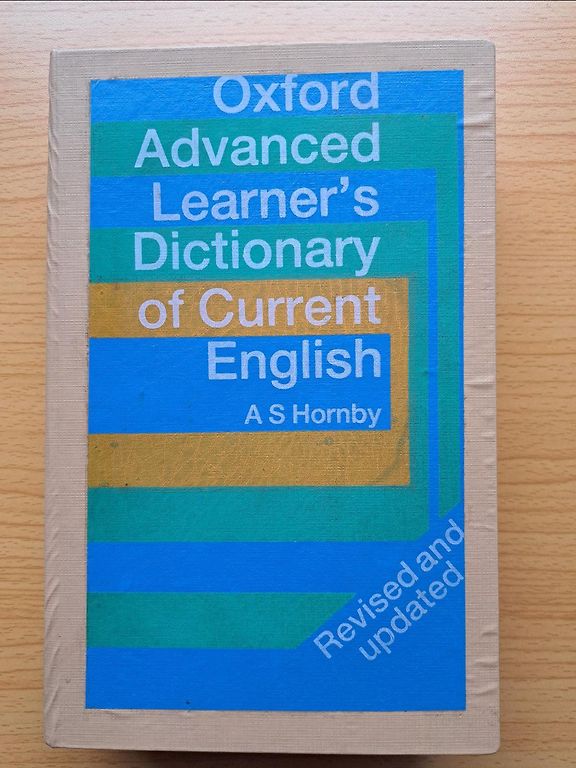 Oxford
Advanced
Learner's
Dictionary
of Current
English
A S Hornby
Revised and
updated